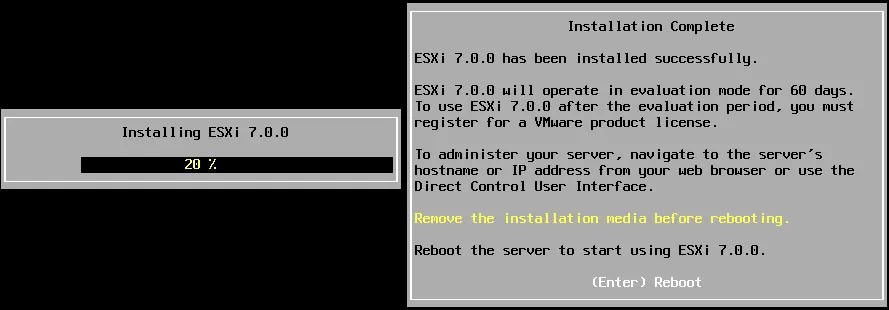 Installing ESXi 7.0.0
20 %
Installation Complete
ESXi 7.0.0 has been installed successfully.
ESXi 7.0.0 will operate in evaluation mode for 60 days.
To use ESXi 7.0.0 after the evaluation period, you must
register for a VMware product license.
To administer your server, navigate to the server's
hostname or IP address from your web browser or use the
Direct Control User Interface.
Remove the installation media before rebooting.
Reboot the server to start using ESXi 7.0.0.
(Enter) Reboot